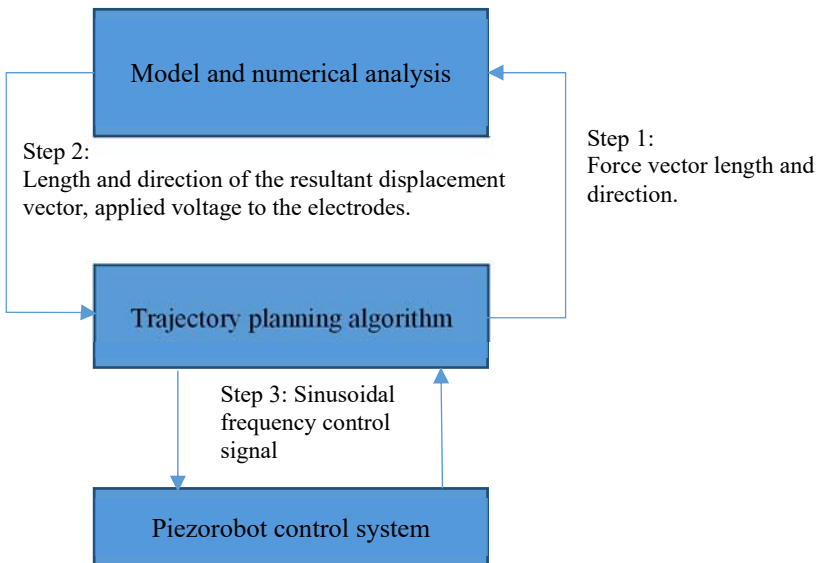 Model and numerical analysis
Step 1:
Force vector length and
direction.
Step 2:
Length and direction of the resultant displacement
vector, applied voltage to the electrodes.
Trajectory planning algorithm
Step 3: Sinusoidal
frequency control
signal
Piezorobot control system